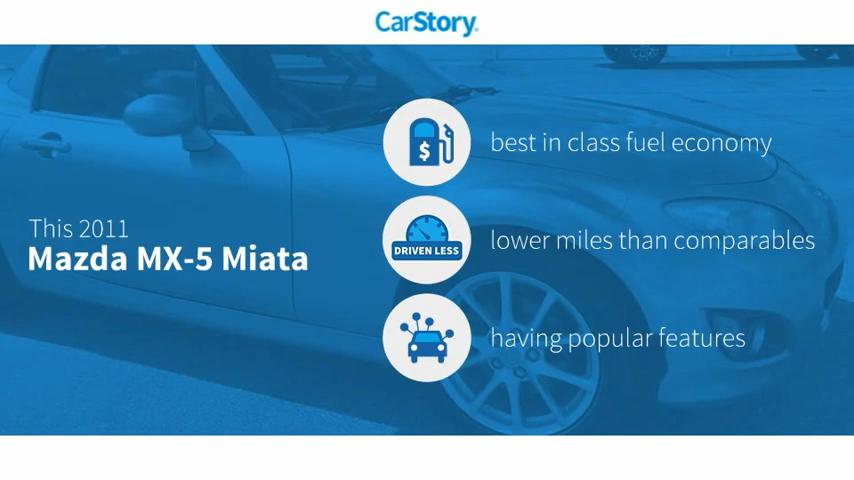 CarStory
best in class fuel economy
This 2011
Mazda MX-5 Miata
$
DRIVEN LESS
lower miles than comparables
having popular features